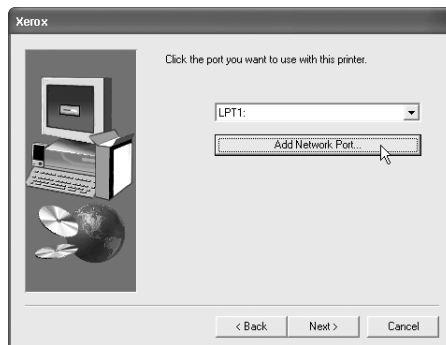 Xerox
Click the port you want to use with this printer.
LPT1:
Add Network Port...
< Back
Next >
Cancel